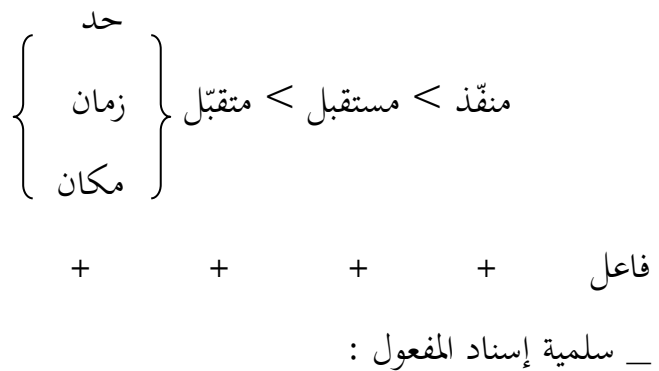 حد
منفّذ > مستقبل > متقبّل { زمان }
مكان
فاعل + + + +
_ سلمية إسناد المفعول :